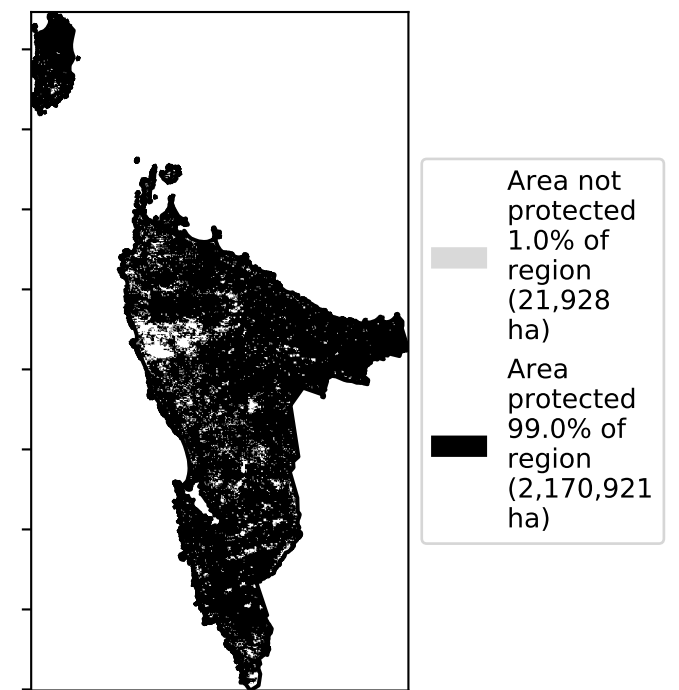 Area not
protected
1.0% of
region
(21,928
ha)
Area
protected
99.0% of
region
(2,170,921
ha)